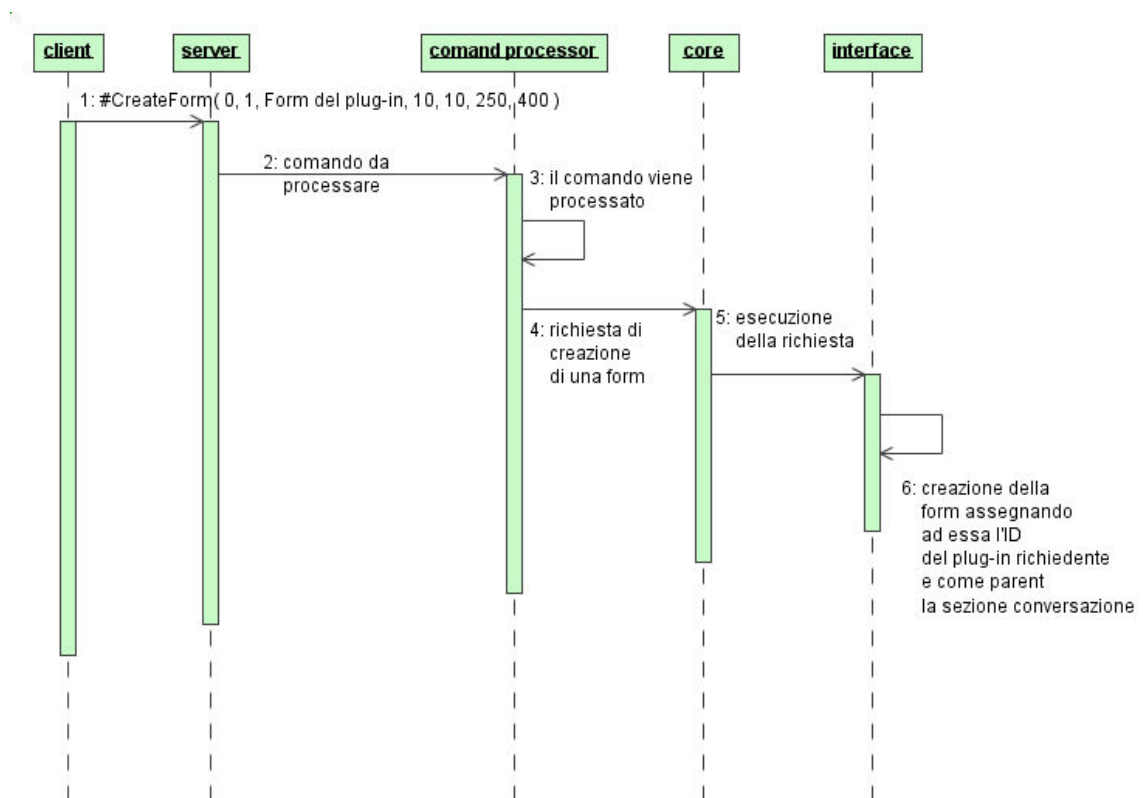 client
server
comand processor
core
interface
1: #CreateForm( 0, 1, Form del plug-in, 10, 10, 250, 400 )
2: comando da
processare
3: il comando viene
processato
4: richiesta di
creazione
di una form
5: esecuzione
della richiesta
6: creazione della
form assegnando
ad essa l'ID
del plug-in richiedente
e come parent
la sezione conversazione